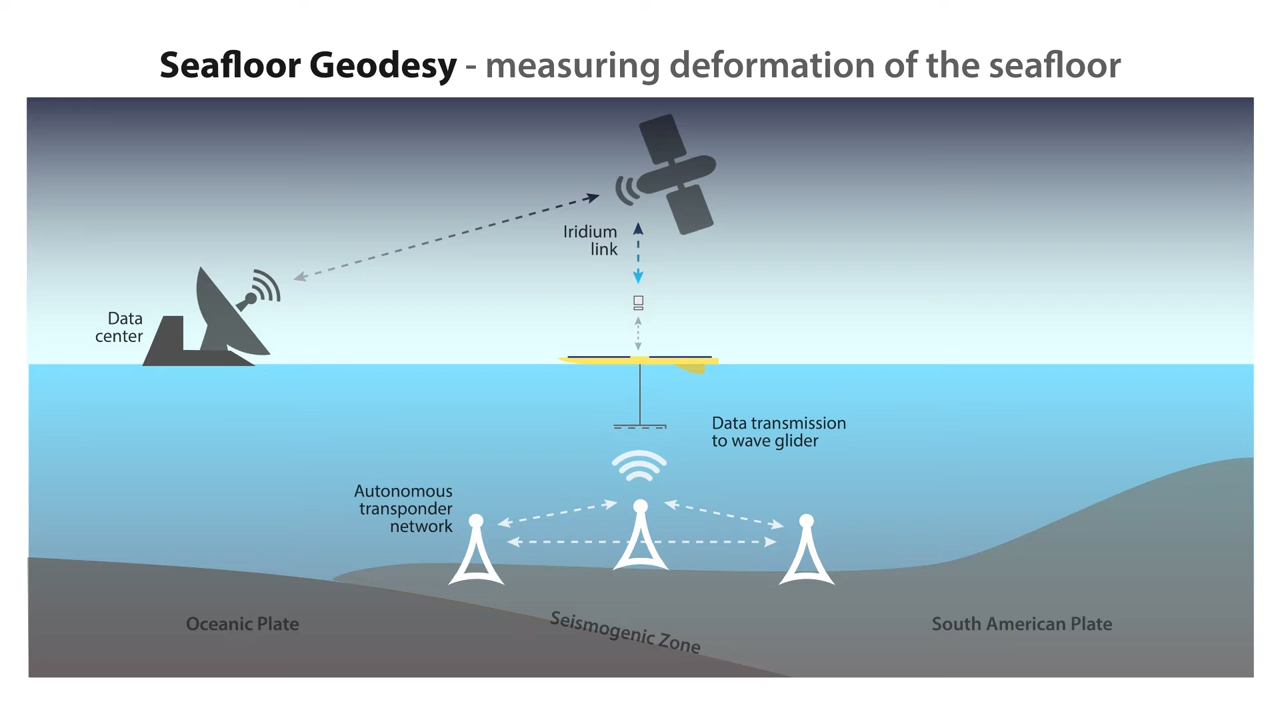 Seafloor Geodesy - measuring deformation of the seafloor
Iridium
link
Data
center
Data transmission
to wave glider
Autonomous
transponder
network
Oceanic Plate
Seismogenic Zone
South American Plate